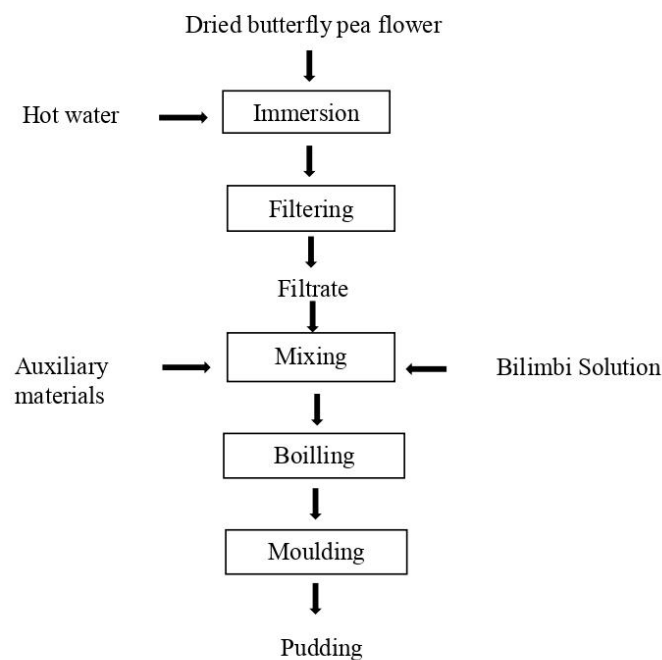 Dried butterfly pea flower
Hot water
Immersion
Filtering
Filtrate
Auxiliary
materials
Mixing
Bilimbi Solution
Boilling
Moulding
Pudding